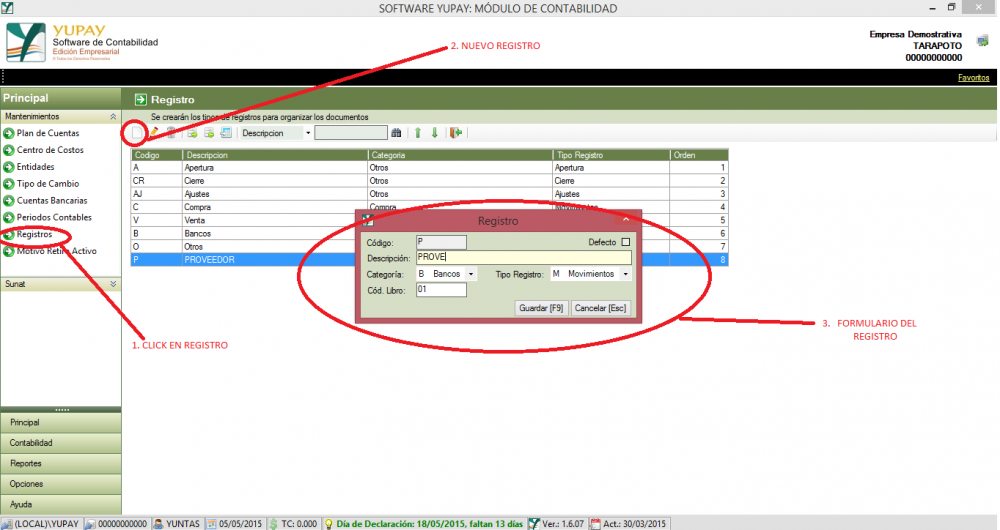 SOFTWARE YUPAY: MÓDULO DE CONTABILIDAD
YUPAY
Software de Contabilidad
Edición Empresarial
Empresa Demostrativa
TARAPOTO
00000000000
2. NUEVO REGISTRO
Favoritos
Principal
Registro
Mantenimientos
Se crearán los tipos de registros para organizar los documentos
Plan de Cuentas
Descripcion
Centro de Costos
Entidades
Tipo de Cambio
Cuentas Bancarias
Periodos Contables
Registros
Motivo Retiro Activo
Sunat
Codigo Descripcion Categoria Tipo Registro Orden
A Apertura Otros Apertura 1
CR Cierre Otros Cierre 2
AJ Ajustes Otros Ajustes 3
C Compra Compra Movimientos 4
V Venta 5
B Bancos 6
O Otros 7
P PROVEEDOR 8
Registro
Código: P Defecto
Descripción: PROVE
Categoría: B Bancos Tipo Registro: M Movimientos
Cód. Libro: 01
Guardar [F9] Cancelar [Esc]
1. CLICK EN REGISTRO
3. FORMULARIO DEL
REGISTRO
Principal
Contabilidad
Reportes
Opciones
Ayuda
(LOCAL)\YUPAY 00000000000 YUNTAS 05/05/2015 TC: 0.000 Día de Declaración: 18/05/2015, faltan 13 días Ver.: 1.6.07 Act.: 30/03/2015